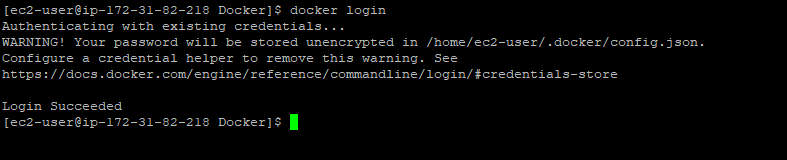 [ec2-user@ip-172-31-82-218 Docker]$ docker login
Authenticating with existing credentials...
WARNING! Your password will be stored unencrypted in /home/ec2-user/.docker/config.json.
Configure a credential helper to remove this warning. See
https://docs.docker.com/engine/reference/commandline/login/#credentials-store
Login Succeeded
[ec2-user@ip-172-31-82-218 Docker]$